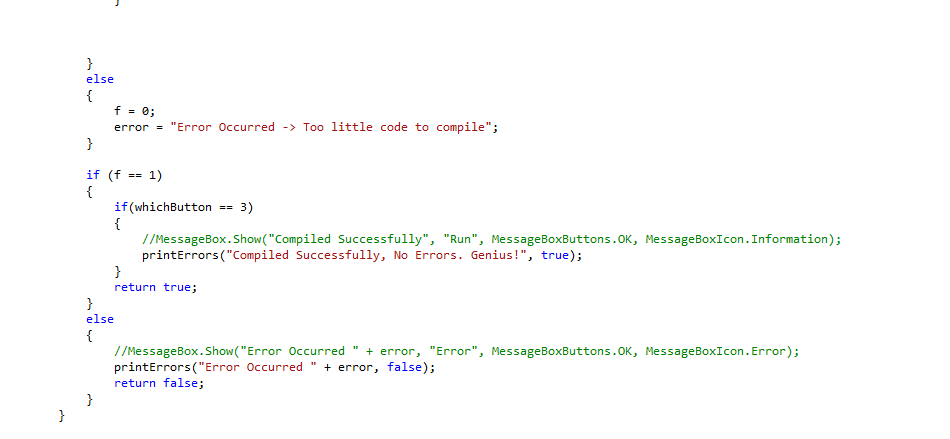 }
}
else
{
f = 0;
error = "Error Occurred -> Too little code to compile";
}
if (f == 1)
{
if(whichButton == 3)
{
//MessageBox.Show("Compiled Successfully", "Run", MessageBoxButtons.OK, MessageBoxIcon.Information);
printErrors("Compiled Successfully, No Errors. Genius!", true);
}
return true;
}
else
{
//MessageBox.Show("Error Occurred " + error, "Error", MessageBoxButtons.OK, MessageBoxIcon.Error);
printErrors("Error Occurred " + error, false);
return false;
}
}